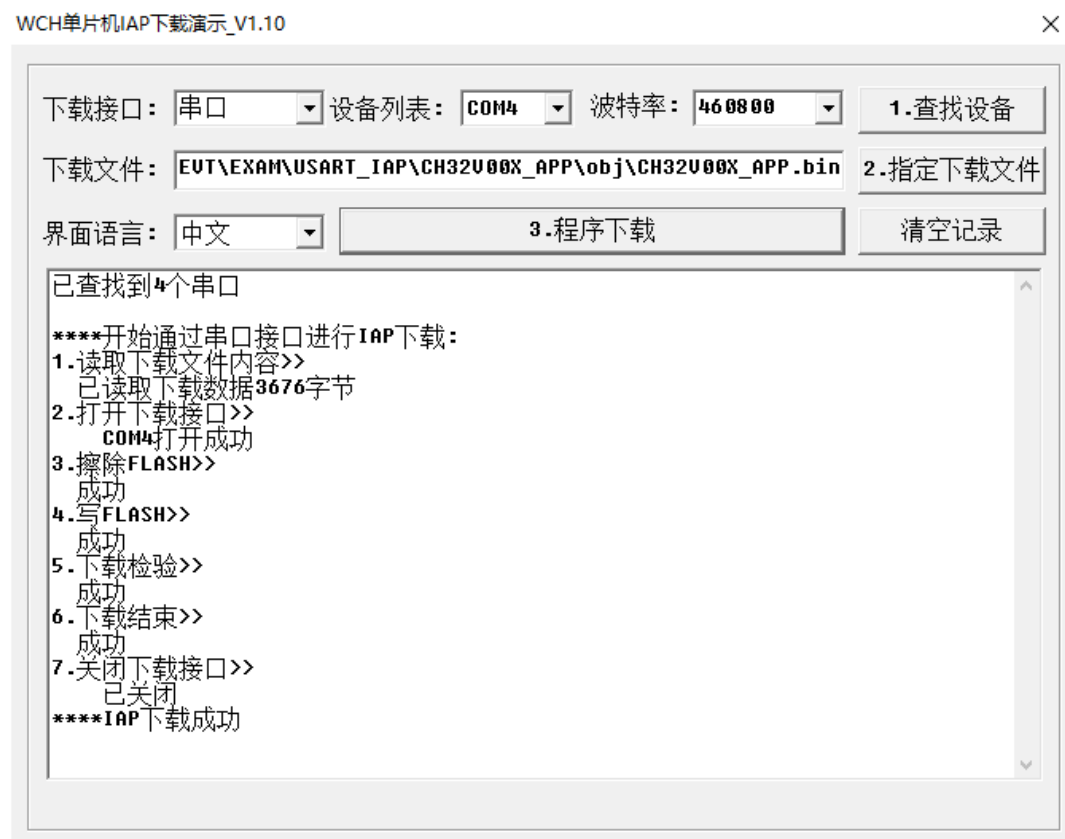 WCH单片机IAP下载演示_V1.10
下载接口: 串口 设备列表: COM4 波特率: 460800 1.查找设备
下载文件: EVT\EXAM\USART_IAP\CH32V00X_APP\obj\CH32V00X_APP.bin 2.指定下载文件
界面语言: 中文 3.程序下载 清空记录
已查找到4个串口
****开始通过串口接口进行IAP下载:
1.读取下载文件内容>>
已读取下载数据3676字节
2.打开下载接口>>
COM4打开成功
3.擦除FLASH>>
成功
4.写FLASH>>
成功
5.下载检验>>
成功
6.下载结束>>
成功
7.关闭下载接口>>
已关闭
****IAP下载成功